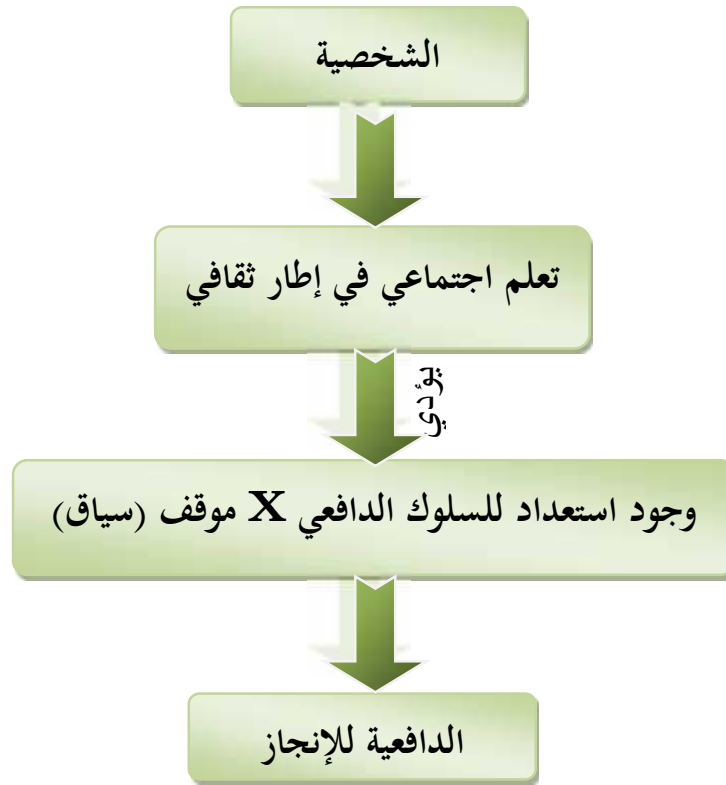 الشخصية
تعلم اجتماعي في إطار ثقافي
يؤدي
وجود استعداد للسلوك الدافعي X موقف (سياق)
الدافعية للإنجاز